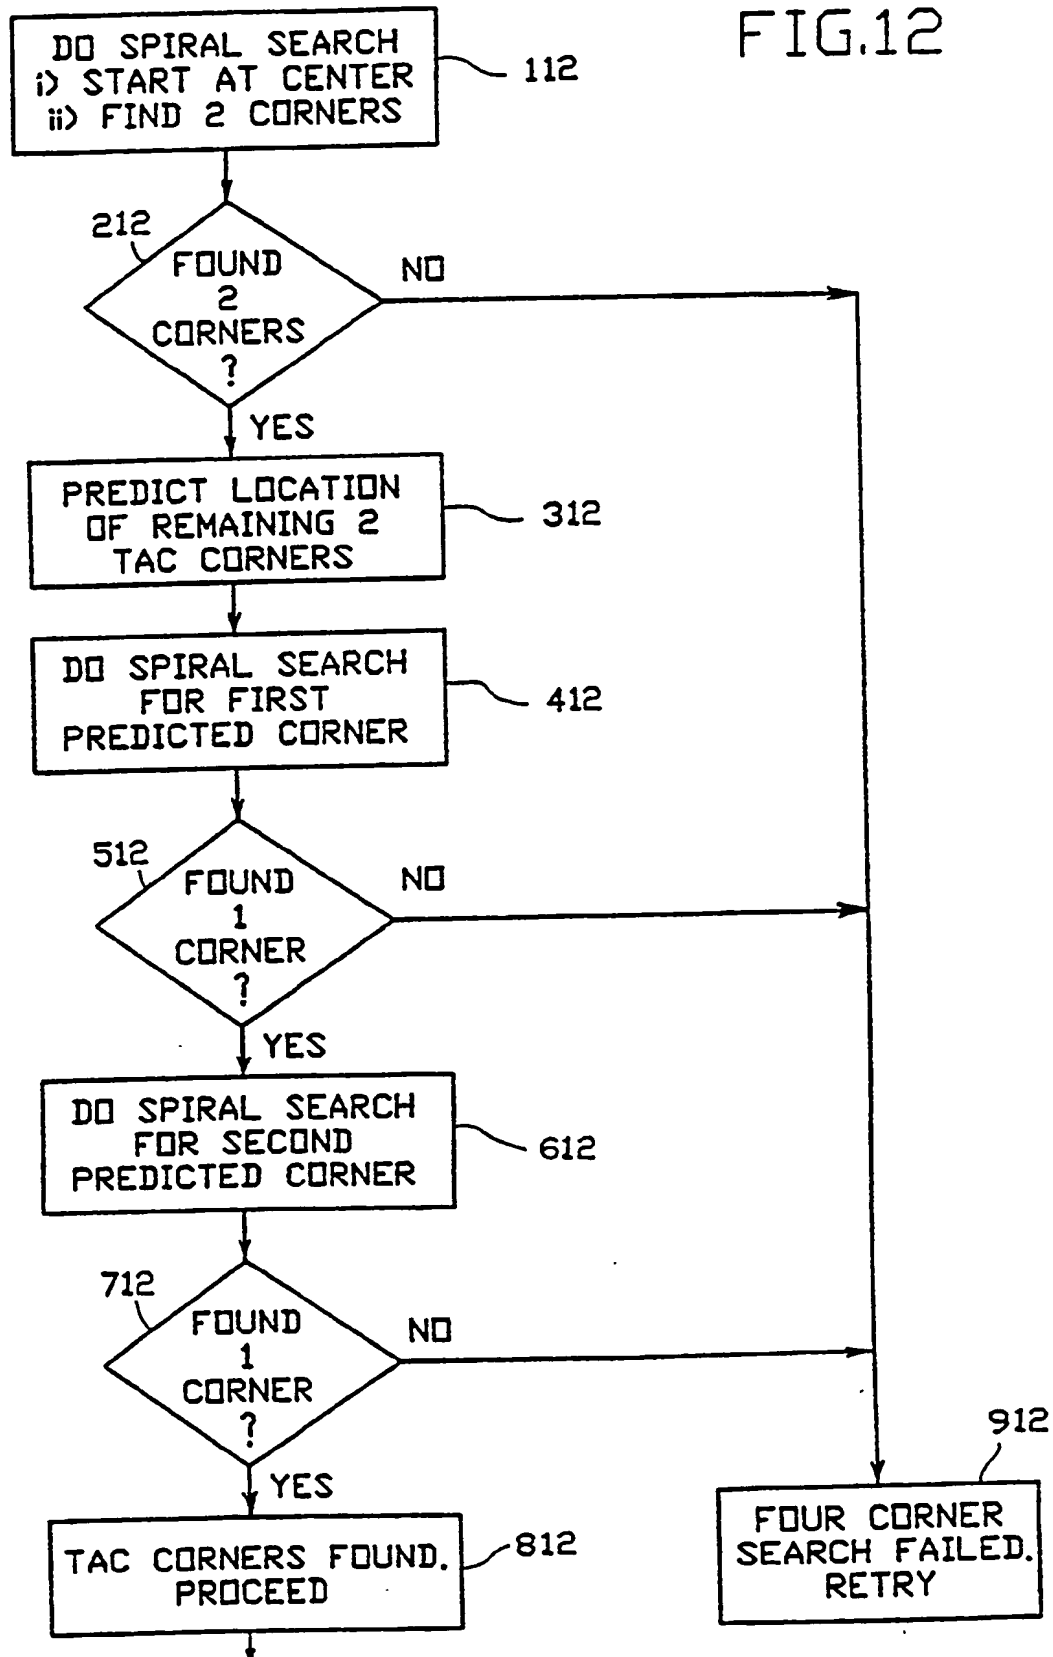 FIG.12
DO SPIRAL SEARCH
i) START AT CENTER
ii) FIND 2 CORNERS
112
212
FOUND
2
CORNERS
?
NO
YES
PREDICT LOCATION
OF REMAINING 2
TAC CORNERS
312
DO SPIRAL SEARCH
FOR FIRST
PREDICTED CORNER
412
512
FOUND
1
CORNER
?
NO
YES
DO SPIRAL SEARCH
FOR SECOND
PREDICTED CORNER
612
712
FOUND
1
CORNER
?
NO
YES
TAC CORNERS FOUND.
PROCEED
812
912
FOUR CORNER
SEARCH FAILED.
RETRY